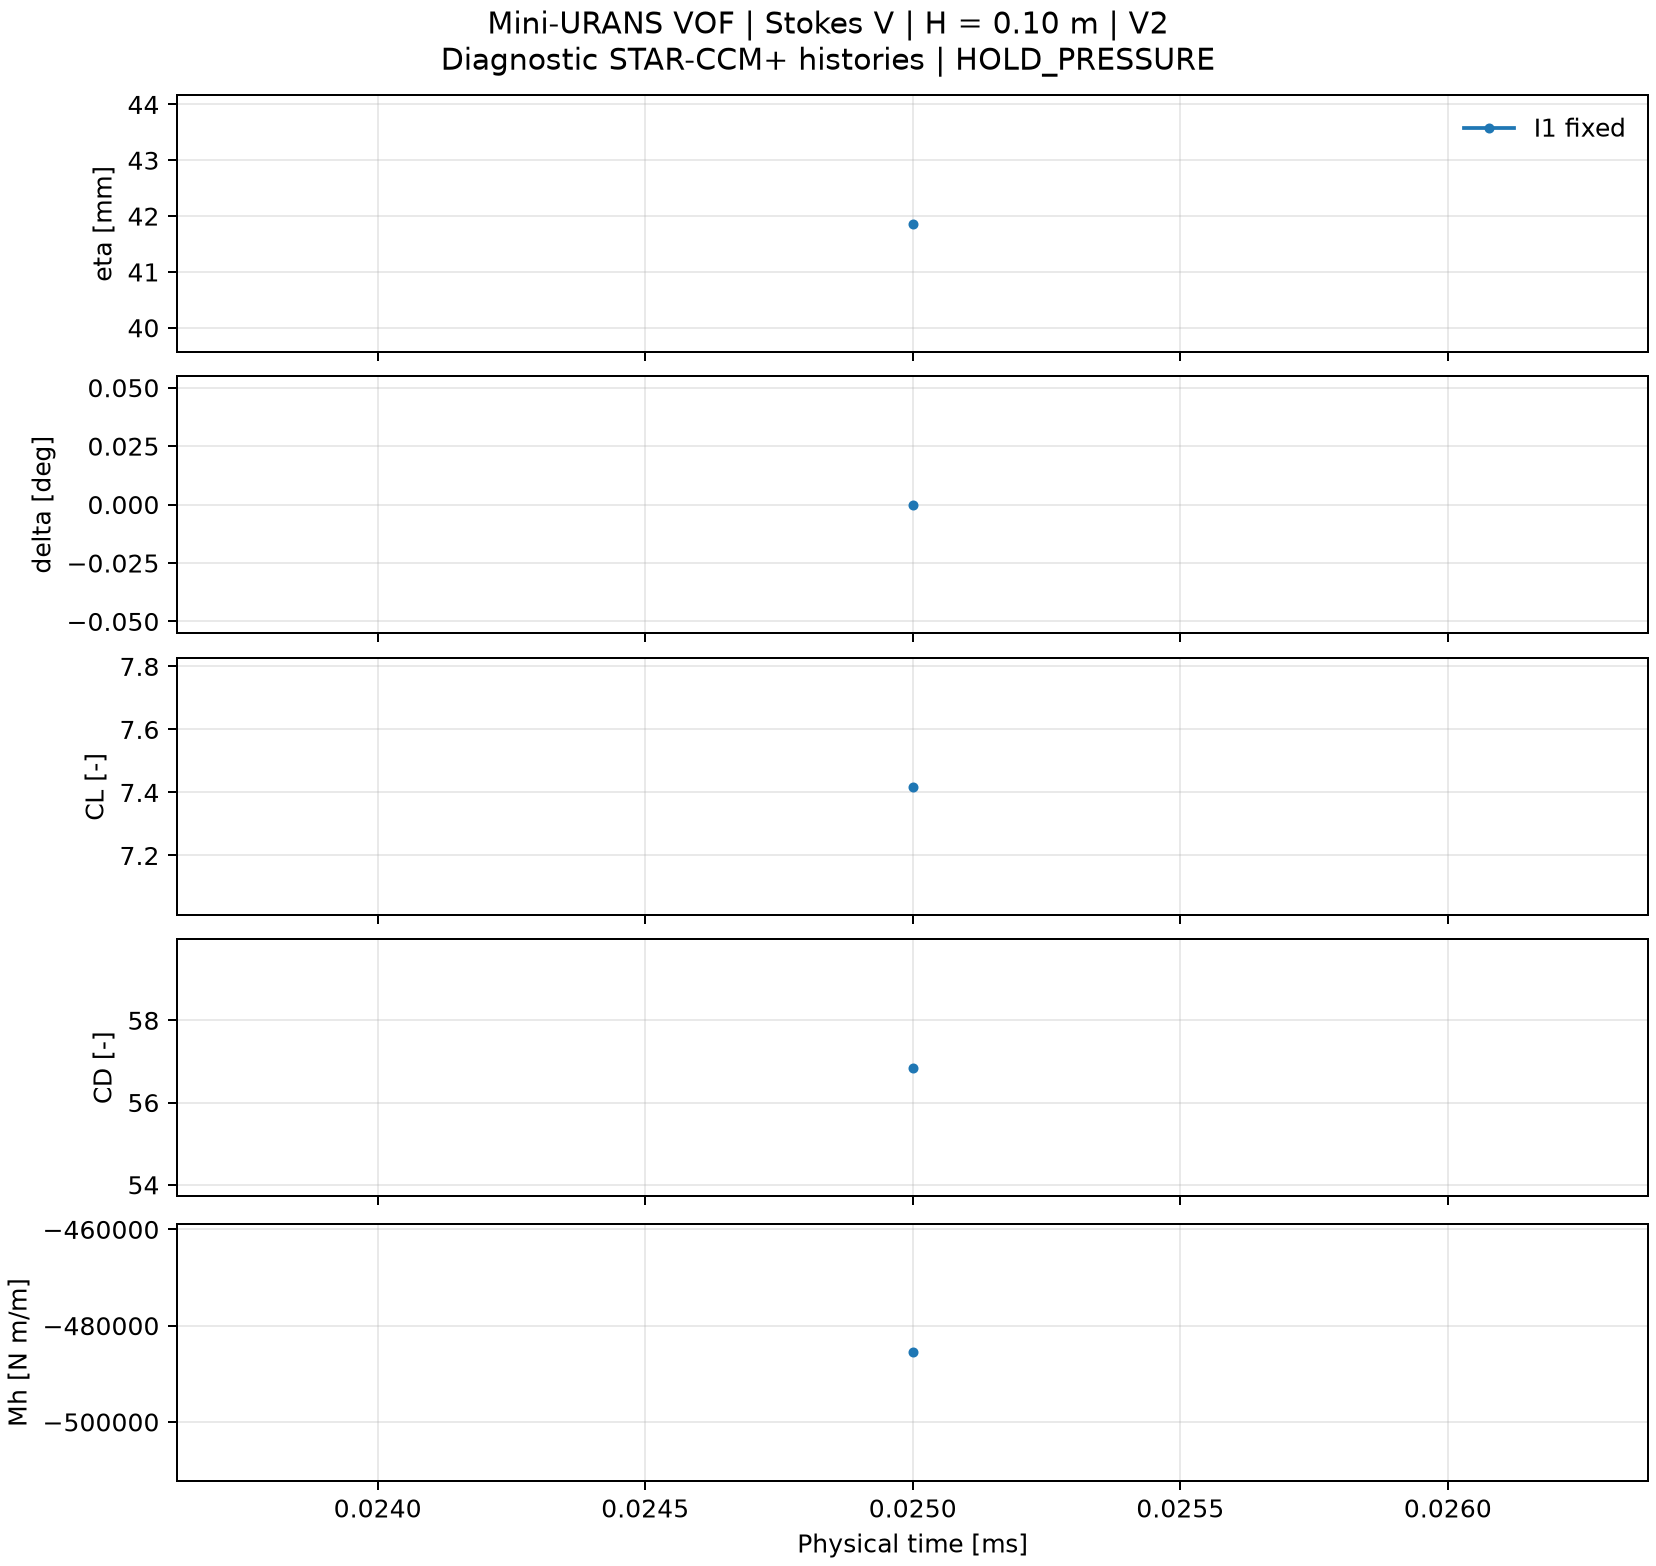 Mini-URANS VOF | Stokes V | H = 0.10 m | V2
Diagnostic STAR-CCM+ histories | HOLD_PRESSURE
I1 fixed
eta [mm]
44
43
42
41
40
delta [deg]
0.050
0.025
0.000
−0.025
−0.050
CL [-]
7.8
7.6
7.4
7.2
CD [-]
58
56
54
Mh [N m/m]
−460000
−480000
−500000
0.0240 0.0245 0.0250 0.0255 0.0260
Physical time [ms]